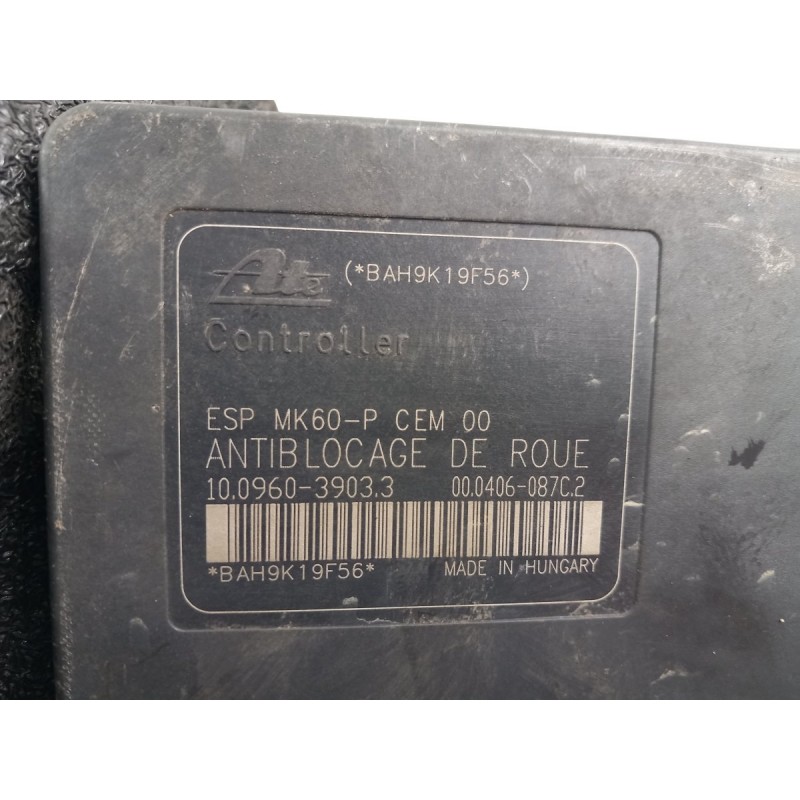 Ate (*BAH9K19F56*)
Controller
ESP MK60-P CEM 00
ANTIBLOCAGE DE ROUE
10.0960-3903.3 00.0406-087C.2
*BAH9K19F56* MADE IN HUNGARY